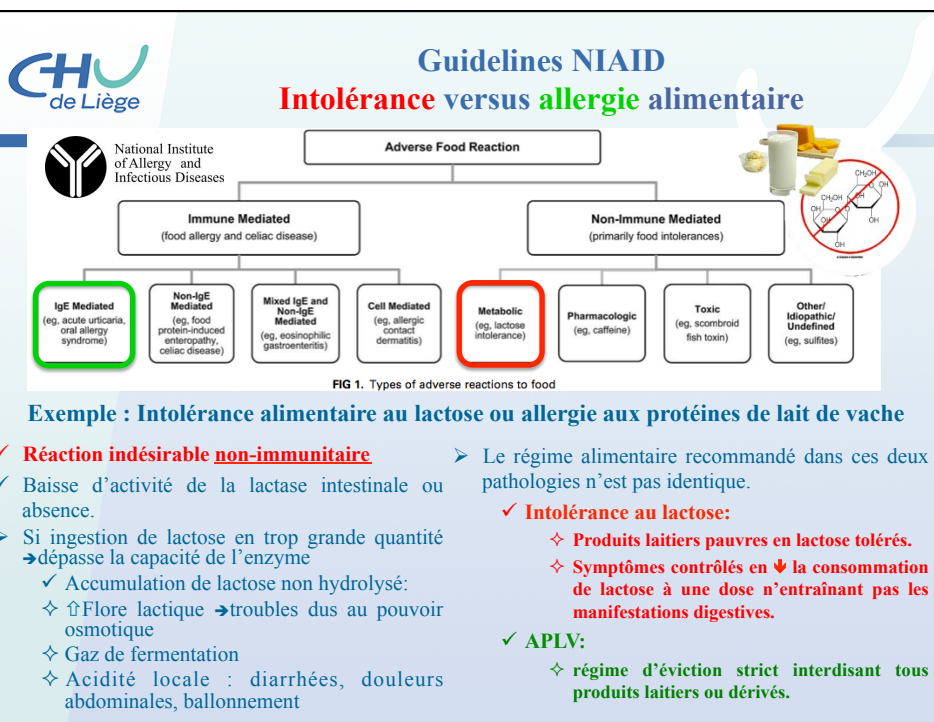 CHU
de Liège
Guidelines NIAID
Intolérance versus allergie alimentaire
National Institute
of Allergy and
Infectious Diseases
Adverse Food Reaction
Immune Mediated
(food allergy and celiac disease)
Non-Immune Mediated
(primarily food intolerances)
IgE Mediated
(eg, acute urticaria,
oral allergy
syndrome)
Non-IgE
Mediated
(eg, food
protein-induced
enteropathy,
celiac disease)
Mixed IgE and
Non-IgE
Mediated
(eg, eosinophilic
gastroenteritis)
Cell Mediated
(eg, allergic
contact
dermatitis)
Metabolic
(eg, lactose
intolerance)
Pharmacologic
(eg, caffeine)
Toxic
(eg, scombroid
fish toxin)
Other/
Idiopathic/
Undefined
(eg, sulfites)
CH₂OH
OH
CH₂OH
OH
OH
OH
OH
OH
FIG 1. Types of adverse reactions to food
Exemple : Intolérance alimentaire au lactose ou allergie aux protéines de lait de vache
✓ Réaction indésirable non-immunitaire
✓ Baisse d’activité de la lactase intestinale ou
absence.
➢ Si ingestion de lactose en trop grande quantité
➔dépasse la capacité de l’enzyme
✓ Accumulation de lactose non hydrolysé:
✧ ⇧Flore lactique ➔troubles dus au pouvoir
osmotique
✧ Gaz de fermentation
✧ Acidité locale : diarrhées, douleurs
abdominales, ballonnement
➢ Le régime alimentaire recommandé dans ces deux
pathologies n’est pas identique.
✓ Intolérance au lactose:
✧ Produits laitiers pauvres en lactose tolérés.
✧ Symptômes contrôlés en 🡻 la consommation
de lactose à une dose n’entraînant pas les
manifestations digestives.
✓ APLV:
✧ régime d’éviction strict interdisant tous
produits laitiers ou dérivés.